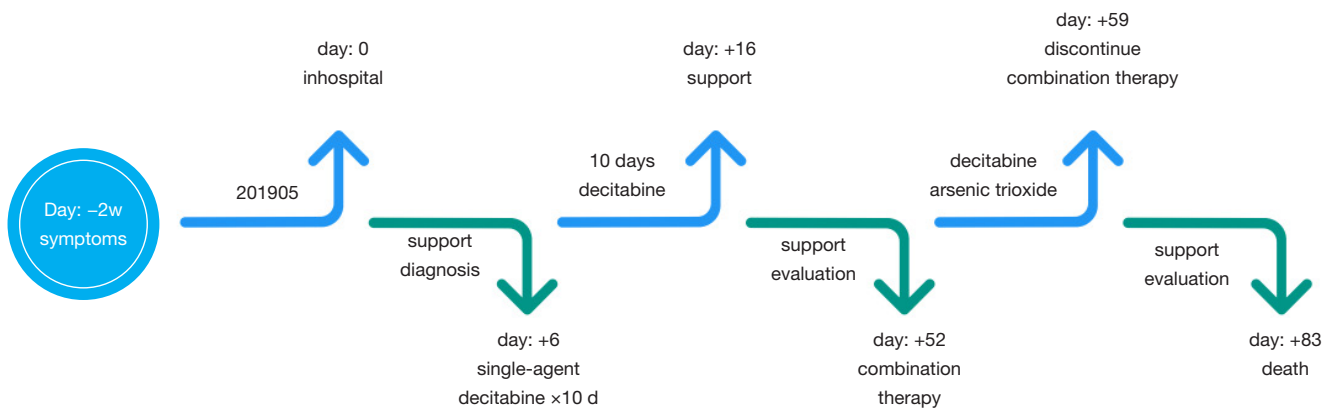 Day: −2w
symptoms
201905
day: 0
inhospital
support
diagnosis
day: +6
single-agent
decitabine ×10 d
10 days
decitabine
day: +16
support
support
evaluation
day: +52
combination
therapy
decitabine
arsenic trioxide
day: +59
discontinue
combination therapy
support
evaluation
day: +83
death